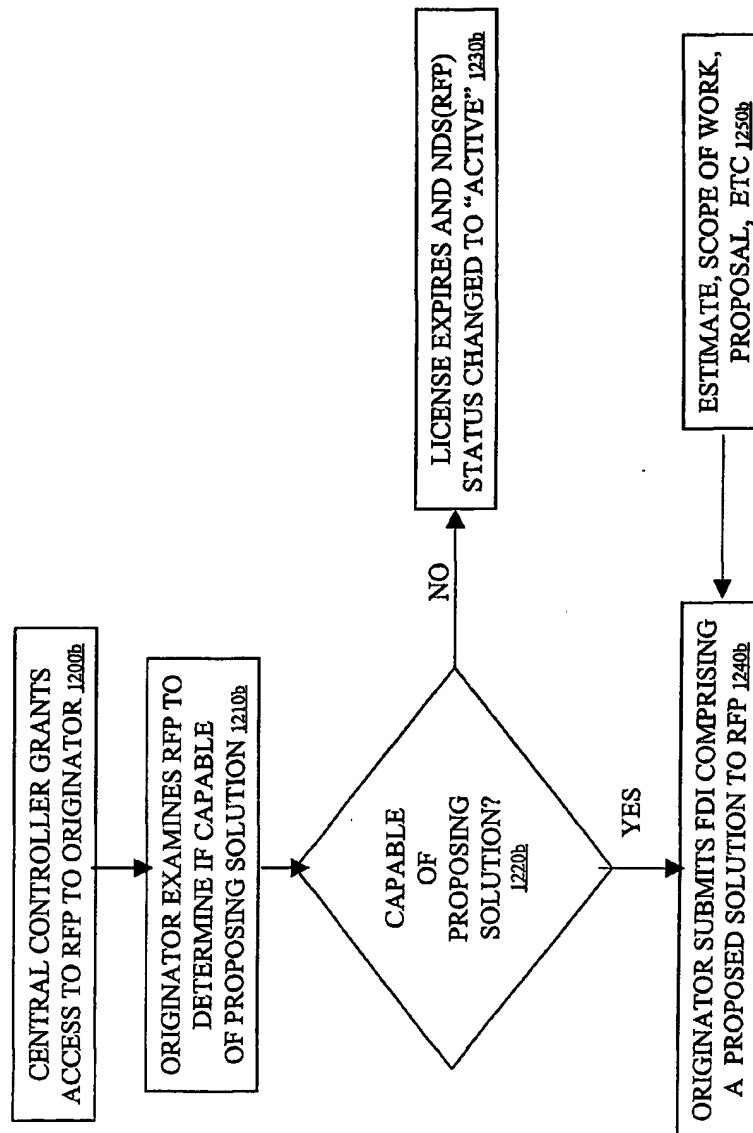 CENTRAL CONTROLLER GRANTS
ACCESS TO RFP TO ORIGINATOR 1200b
ORIGINATOR EXAMINES RFP TO
DETERMINE IF CAPABLE
OF PROPOSING SOLUTION 1210b
CAPABLE
OF
PROPOSING
SOLUTION?
1220b
NO
LICENSE EXPIRES AND NDS(RFP)
STATUS CHANGED TO "ACTIVE" 1230b
YES
ORIGINATOR SUBMITS FDI COMPRISING
A PROPOSED SOLUTION TO RFP 1240b
ESTIMATE, SCOPE OF WORK,
PROPOSAL, ETC 1250b